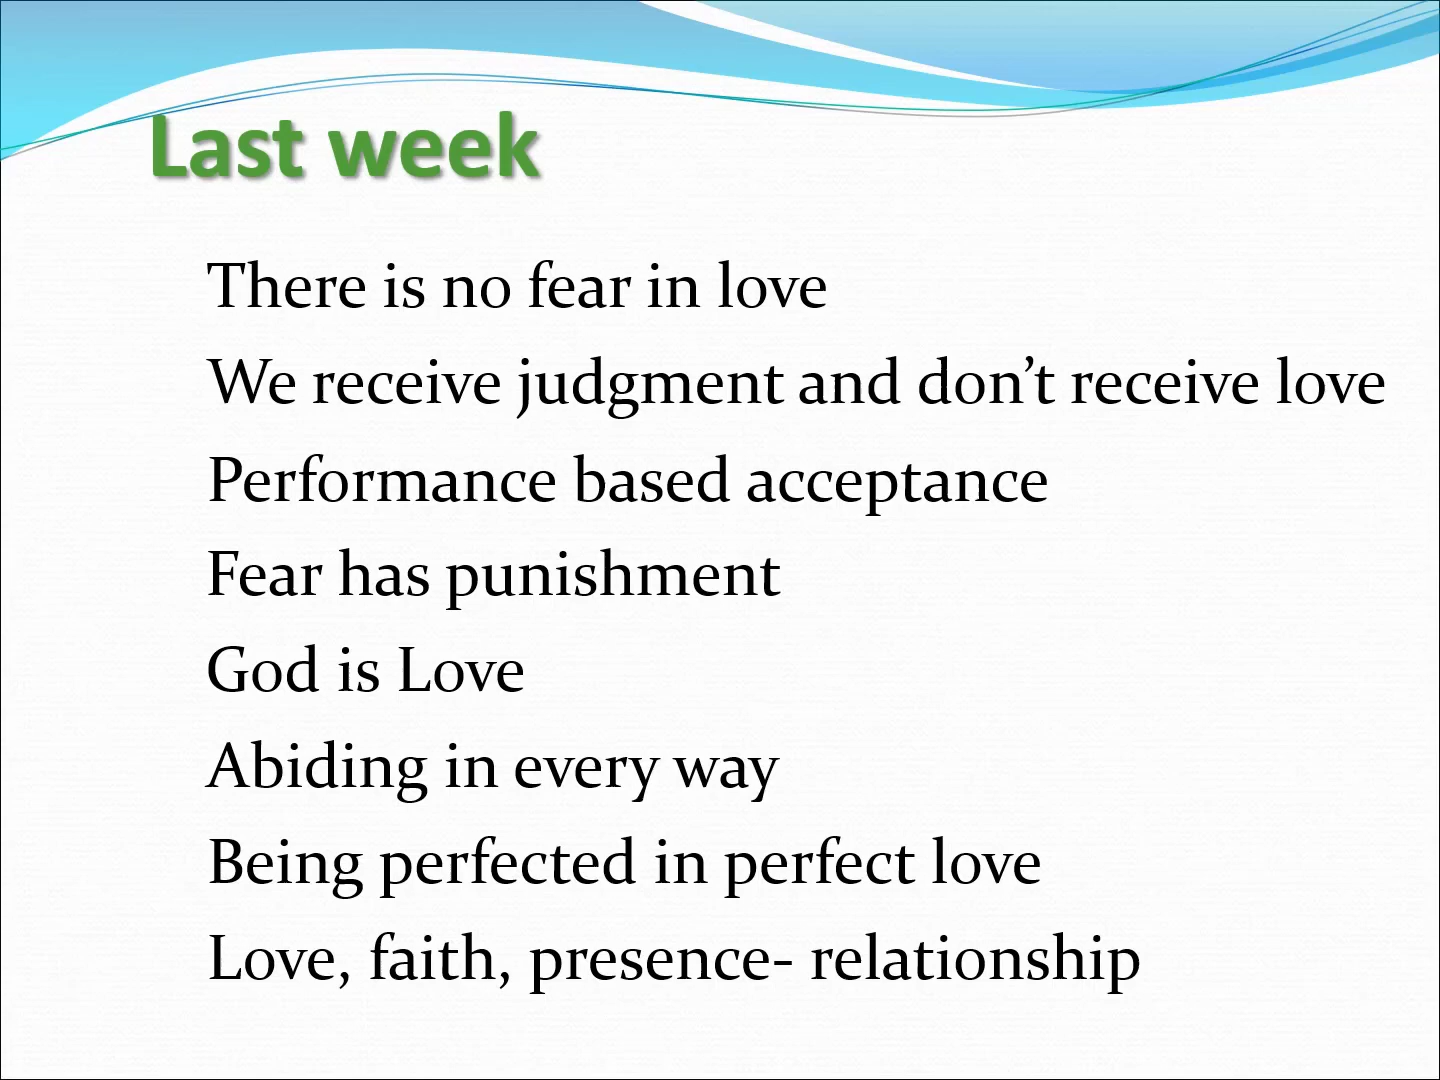 Last week
There is no fear in love
We receive judgment and don’t receive love
Performance based acceptance
Fear has punishment
God is Love
Abiding in every way
Being perfected in perfect love
Love, faith, presence- relationship